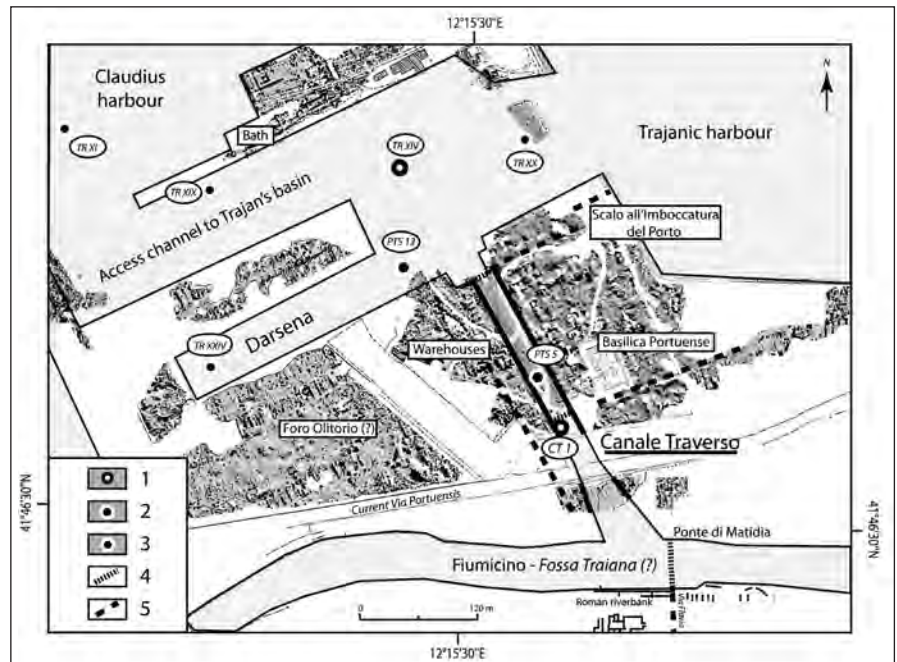 12°15'30"E
Claudius
harbour
N
Bath
TR XI
TR XIV
TR XX
Trajanic harbour
TR XIX
Scalo all'Imboccatura
del Porto
Access channel to Trajan's basin
PTS 13
Darsena
TR XXIV
Warehouses
PTS 5
Basilica Portuense
Foro Olitorio (?)
CT 1
Canale Traverso
1
2
3
4
5
41°46'30"N
Current Via Portuensis
41°46'30"N
Ponte di Matidia
Fiumicino - Fossa Traiana (?)
Roman riverbank
Via Flavia
0
120 m
12°15'30"E